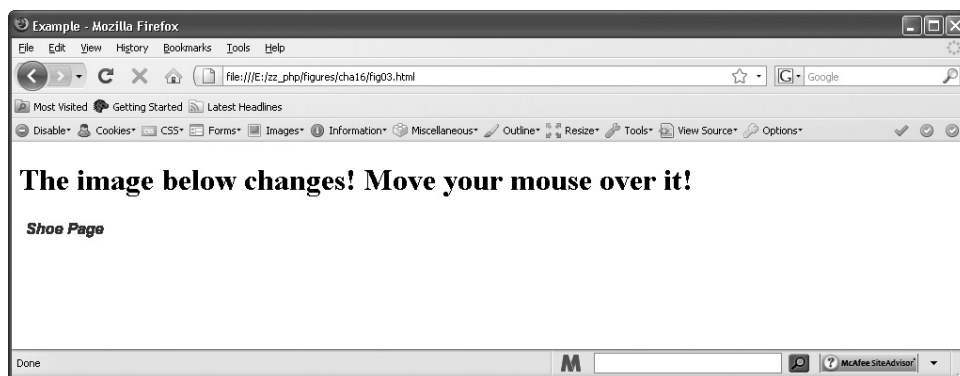 Example - Mozilla Firefox
File Edit View History Bookmarks Tools Help
file:///E:/zz_php/figures/cha16/fig03.html
G Google
Most Visited Getting Started Latest Headlines
Disable Cookies CSS Forms Images Information Miscellaneous Outline Resize Tools View Source Options
The image below changes! Move your mouse over it!
Shoe Page
Done
M
McAfee SiteAdvisor